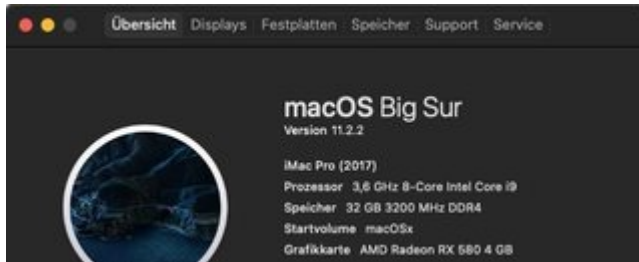 Übersicht Displays Festplatten Speicher Support Service
macOS Big Sur
Version 11.2.2
iMac Pro (2017)
Prozessor 3,6 GHz 8-Core Intel Core i9
Speicher 32 GB 3200 MHz DDR4
Startvolume macOSx
Grafikkarte AMD Radeon RX 580 4 GB